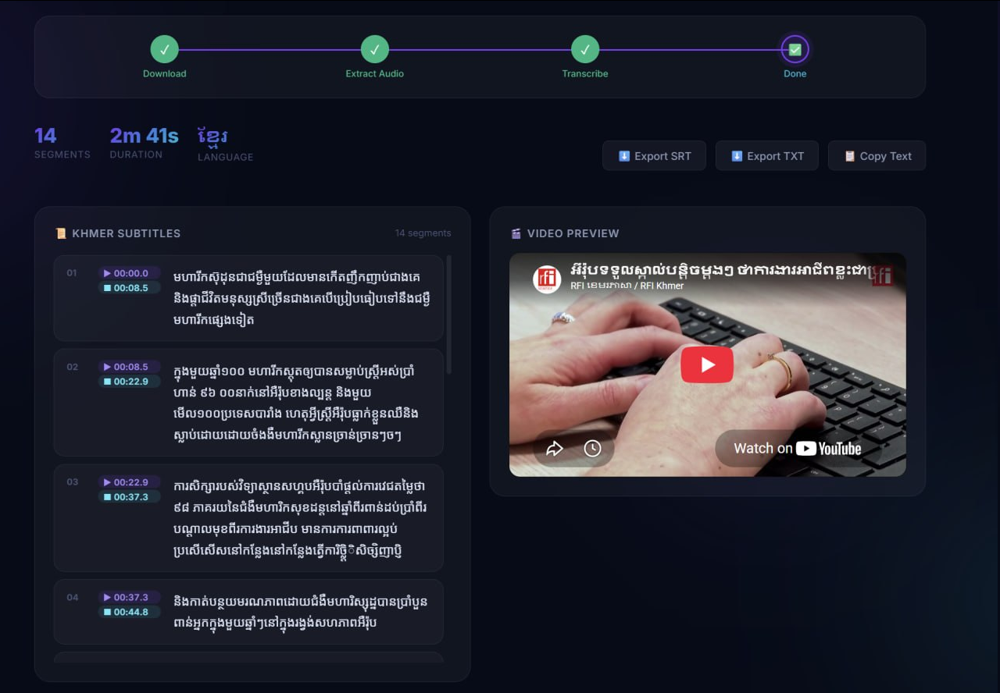 Download
Extract Audio
Transcribe
Done
14
SEGMENTS
2m 41s
DURATION
ខ្មែរ
LANGUAGE
Export SRT
Export TXT
Copy Text
KHMER SUBTITLES
14 segments
01
00:00.0
00:08.5
មហារីកស៊ុដុនជាជម្ងឺមួយដែលមានកើតញឹកញាប់ជាងគេ
និងផ្តាជីវិតមនុស្សស្រីច្រើនជាងគេបើប្រៀបធៀបទៅនឹងជម្ងឺ
មហារីកផ្សេងទៀត
02
00:08.5
00:22.9
ក្នុងមួយឆ្នាំ១០០ មហារីកស្តុតឲ្យបានសម្លាប់ស្ត្រីអស់ប្រាំ
ហាន់ ៩៦ ០០នាក់នៅអឺរ៉ុបខាងល្បន្ត និងមួយ
មើល១០០ប្រទេសបារាំង ហេតុអ្វីស្ត្រីអឺរ៉ុបធ្លាក់ខ្លួនឈឺនិង
ស្លាប់ដោយដោយចំងងឺមហារីកស្លានច្រាន់ច្រានៗចៗ
03
00:22.9
00:37.3
ការសិក្សារបស់វិទ្យាស្ថានសហ្គបអឺរ៉ុបបាំផ្តល់ការវេជតម្លៃថា
៩៨ ភាគរយនៃជំងឺមហារិកសុខដន្តនៅឆ្នាំពីរពាន់ដប់ប្រាំពីរ
បណ្តាលមុខពីរការងារអាជីប មានការការពាពារល្អប់
ប្រសើសើសនៅកន្លែងនៅកន្លែងត្វើ
04
00:37.3
00:44.8
និងកាត់បន្ថយមរណភាពដោយជំងឺមហារិស្សុដ្ឋបានប្រាំបួន
ពាន់អ្នកក្នុងមួយឆ្នាំៗនៅក្នុងរង្វង់សហភាពអឺរ៉ុប
VIDEO PREVIEW
rfi
អឺរ៉ុបទទួលស្គាល់បន្តិចម្តងៗ ថាការងារអាជីពខ្លះជា
RFI ខេមរភាសា / RFI Khmer
rfi
Watch on YouTube